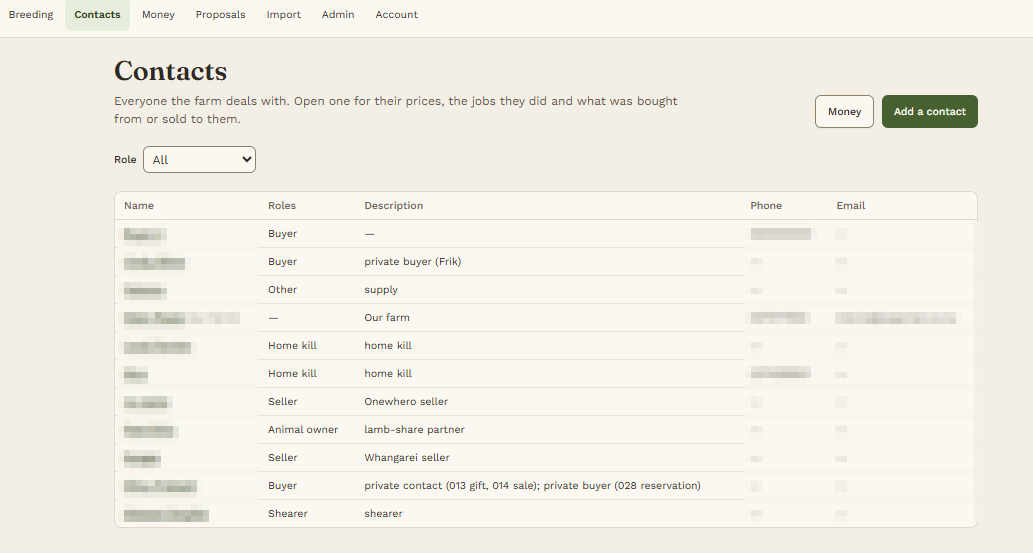 Breeding Contacts Money Proposals Import Admin Account
Contacts
Everyone the farm deals with. Open one for their prices, the jobs they did and what was bought
from or sold to them.
Money Add a contact
Role All
Name Roles Description Phone Email
Buyer —
Buyer private buyer (Frik)
Other supply
— Our farm
Home kill home kill
Home kill home kill
Seller Onewhero seller
Animal owner lamb-share partner
Seller Whangarei seller
Buyer private contact (013 gift, 014 sale); private buyer (028 reservation)
Shearer shearer